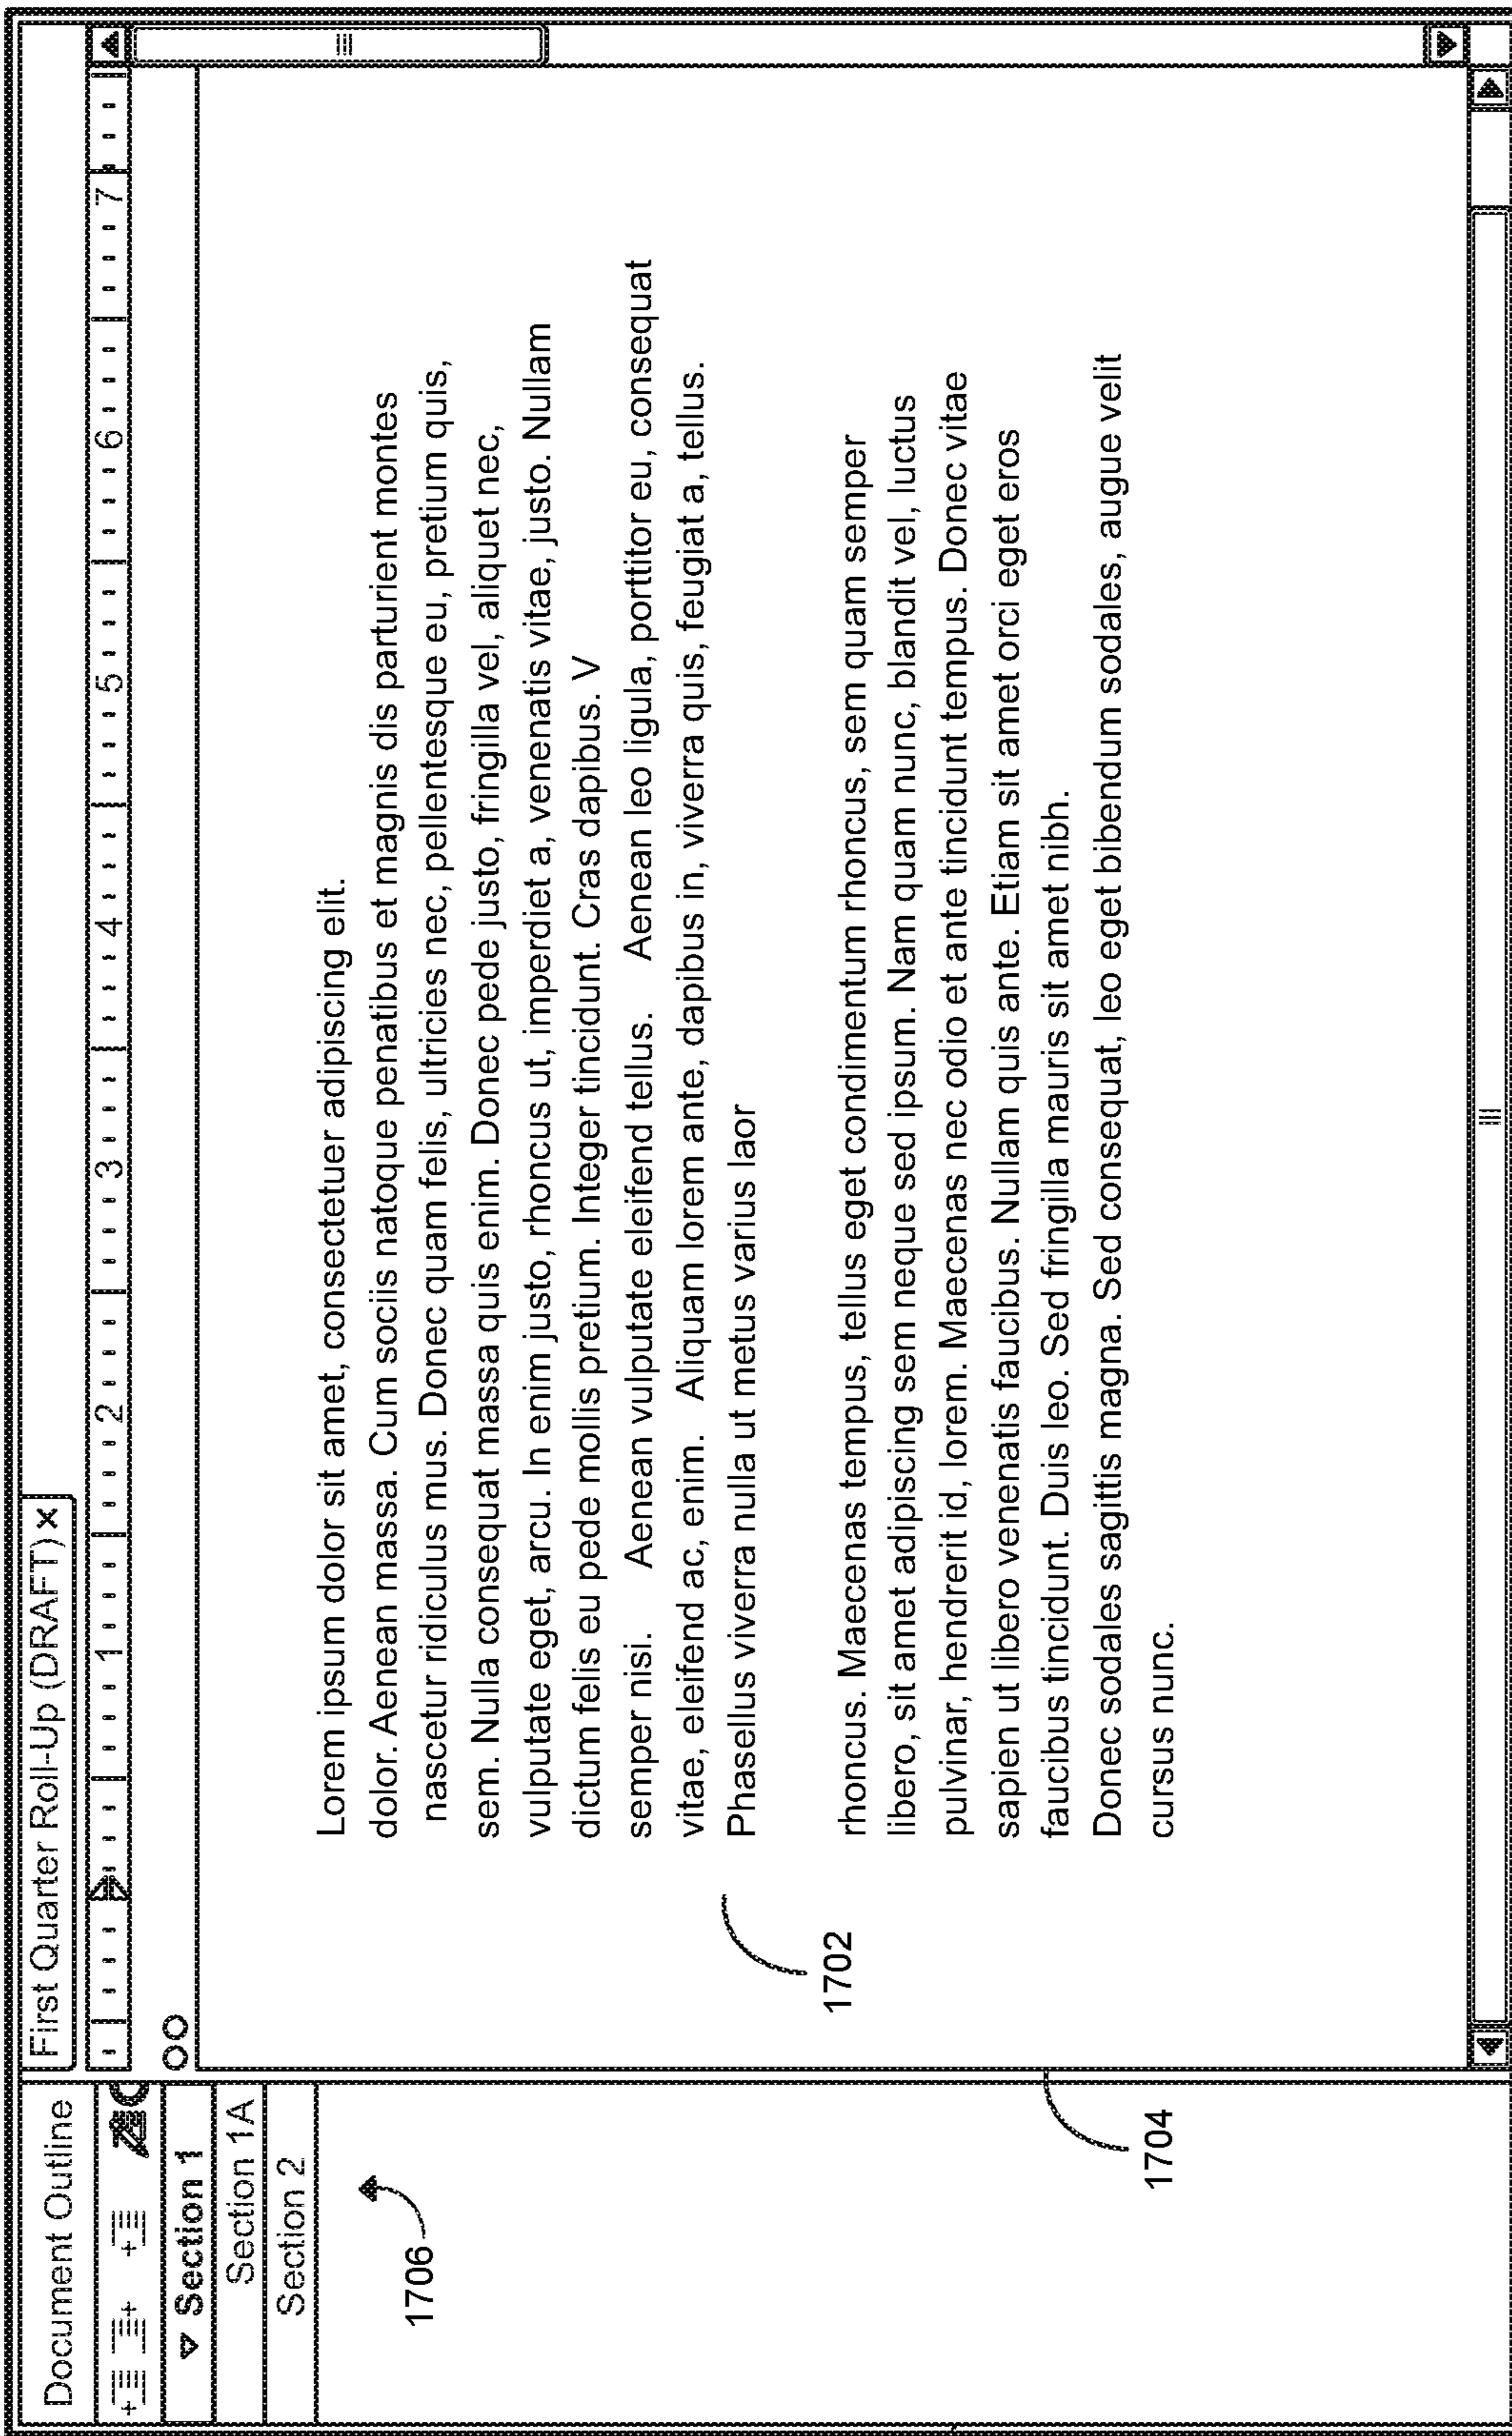 Document Outline
First Quarter Roll-Up (DRAFT) x
1 2 3 4 5 6 7
Section 1
Section 1A
Section 2
1706
Lorem ipsum dolor sit amet, consectetuer adipiscing elit.
dolor. Aenean massa. Cum sociis natoque penatibus et magnis dis parturient montes
nascetur ridiculus mus. Donec quam felis, ultricies nec, pellentesque eu, pretium quis,
sem. Nulla consequat massa quis enim. Donec pede justo, fringilla vel, aliquet nec,
vulputate eget, arcu. In enim justo, rhoncus ut, imperdiet a, venenatis vitae, justo. Nullam
dictum felis eu pede mollis pretium. Integer tincidunt. Cras dapibus. V
semper nisi. Aenean vulputate eleifend tellus. Aenean leo ligula, porttitor eu, consequat
vitae, eleifend ac, enim. Aliquam lorem ante, dapibus in, viverra quis, feugiat a, tellus.
Phasellus viverra nulla ut metus varius laor
1702
rhoncus. Maecenas tempus, tellus eget condimentum rhoncus, sem quam semper
libero, sit amet adipiscing sem neque sed ipsum. Nam quam nunc, blandit vel, luctus
pulvinar, hendrerit id, lorem. Maecenas nec odio et ante tincidunt tempus. Donec vitae
sapien ut libero venenatis faucibus. Nullam quis ante. Etiam sit amet orci eget eros
faucibus tincidunt. Duis leo. Sed fringilla mauris sit amet nibh.
Donec sodales sagittis magna. Sed consequat, leo eget bibendum sodales, augue velit
cursus nunc.
1704